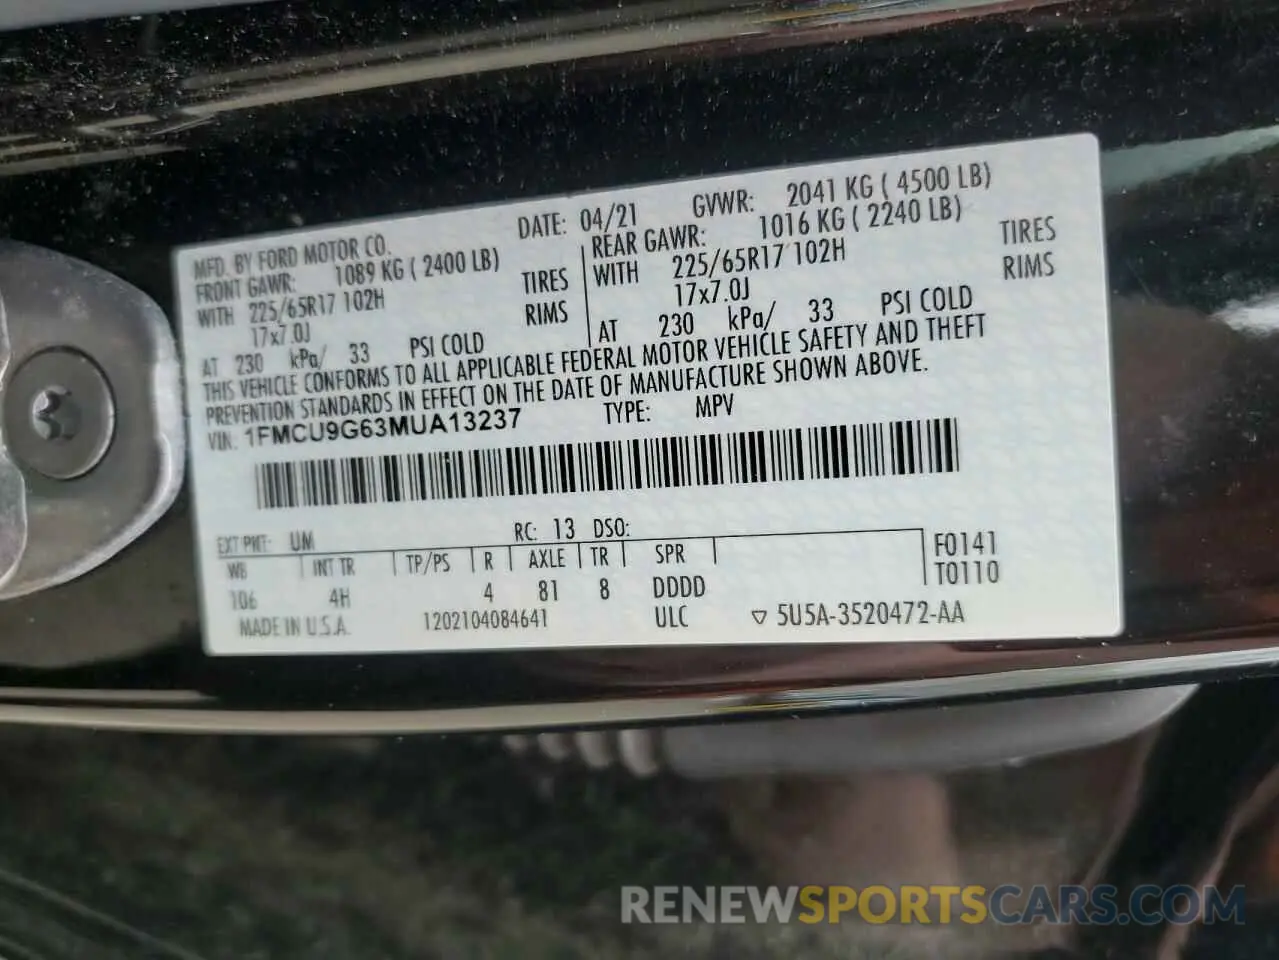 MFD. BY FORD MOTOR CO. DATE: 04/21 GVWR: 2041 KG ( 4500 LB)
FRONT GAWR: 1089 KG ( 2400 LB) REAR GAWR: 1016 KG ( 2240 LB)
WITH 225/65R17 102H TIRES WITH 225/65R17 102H TIRES
17x7.0J RIMS 17x7.0J RIMS
AT 230 kPa/ 33 PSI COLD AT 230 kPa/ 33 PSI COLD
THIS VEHICLE CONFORMS TO ALL APPLICABLE FEDERAL MOTOR VEHICLE SAFETY AND THEFT
PREVENTION STANDARDS IN EFFECT ON THE DATE OF MANUFACTURE SHOWN ABOVE.
VIN: 1FMCU9G63MUA13237 TYPE: MPV
EXT PNT: UM RC: 13 DSO:
WB INT TR TP/PS R AXLE TR SPR F0141
106 4H 4 81 8 DDDD T0110
MADE IN U.S.A. 1202104084641 ULC ▽ 5U5A-3520472-AA
RENEWSPORTSCARS.COM